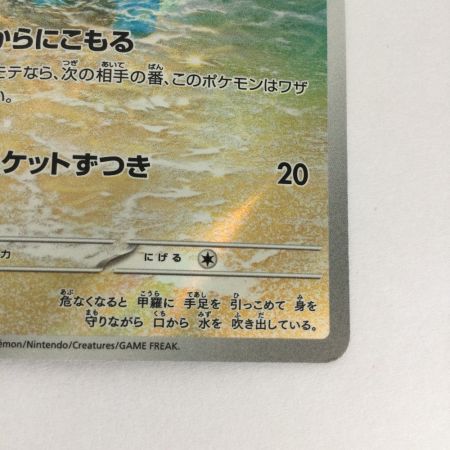 からにこもる
モテなら、次の相手の番、このポケモンはワザ
い。
ケットずつき 20
力 にげる
危なくなると 甲羅に 手足を 引っこめて 身を
守りながら 口から 水を 吹き出している。
émon/Nintendo/Creatures/GAME FREAK.